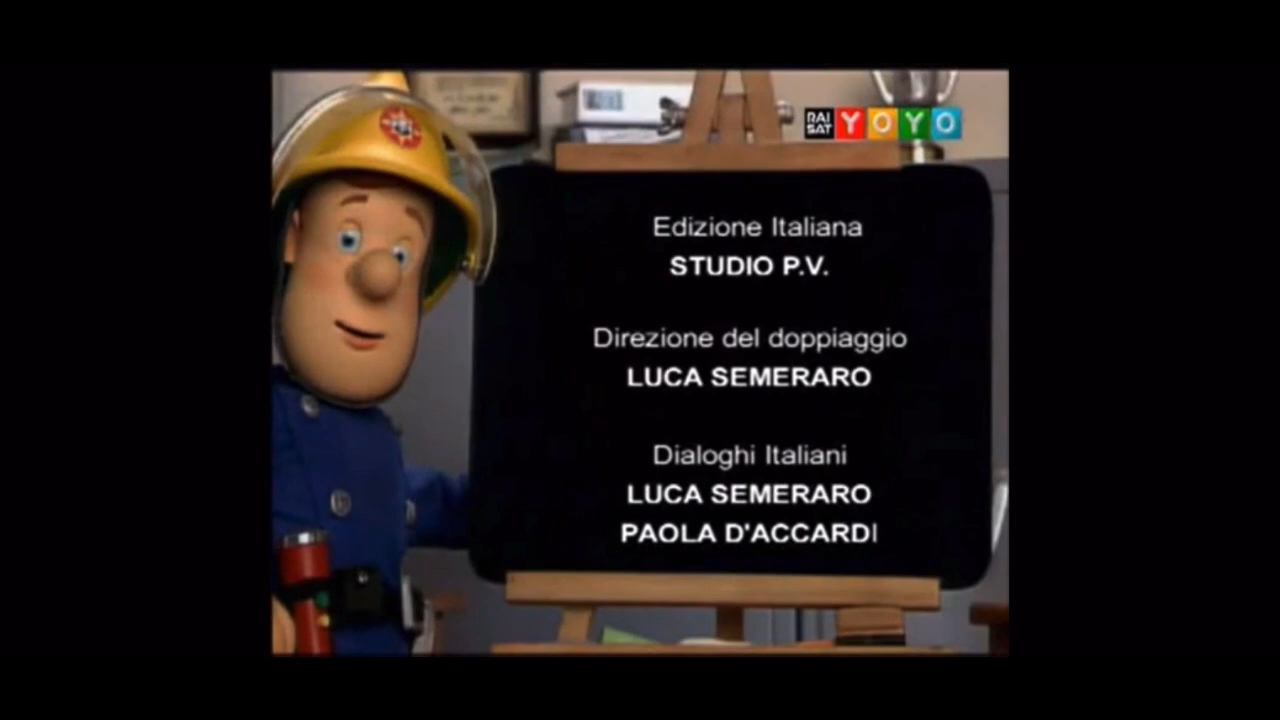 RAI
SAT
YOYO
Edizione Italiana
STUDIO P.V.
Direzione del doppiaggio
LUCA SEMERARO
Dialoghi Italiani
LUCA SEMERARO
PAOLA D'ACCARDI